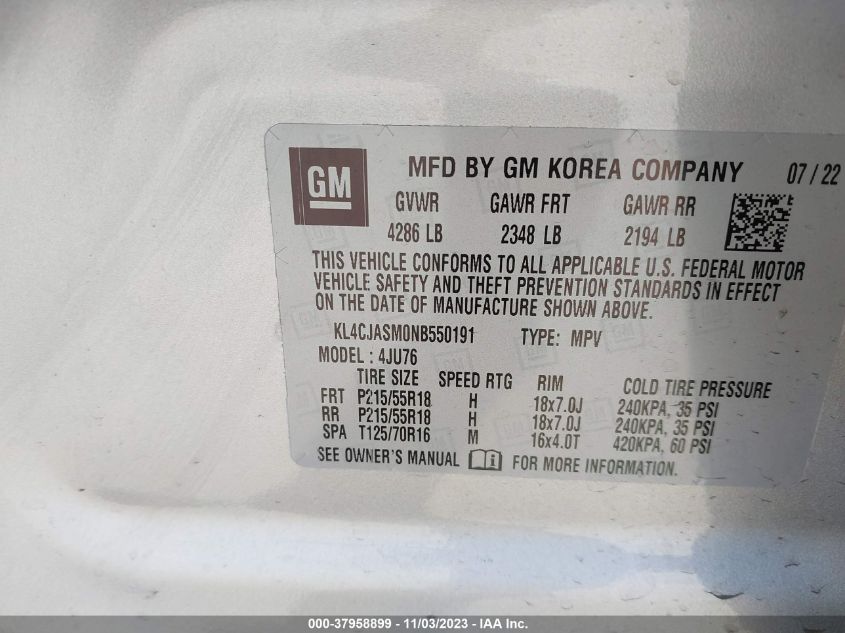 GM
MFD BY GM KOREA COMPANY 07/22
GVWR GAWR FRT GAWR RR
4286 LB 2348 LB 2194 LB
THIS VEHICLE CONFORMS TO ALL APPLICABLE U.S. FEDERAL MOTOR
VEHICLE SAFETY AND THEFT PREVENTION STANDARDS IN EFFECT
ON THE DATE OF MANUFACTURE SHOWN ABOVE.
KL4CJASM0NB550191 TYPE: MPV
MODEL: 4JU76
TIRE SIZE SPEED RTG RIM COLD TIRE PRESSURE
FRT P215/55R18 H 18x7.0J 240KPA, 35 PSI
RR P215/55R18 H 18x7.0J 240KPA, 35 PSI
SPA T125/70R16 M 16x4.0T 420KPA, 60 PSI
SEE OWNER'S MANUAL FOR MORE INFORMATION.
000-37958899 - 11/03/2023 - IAA Inc.